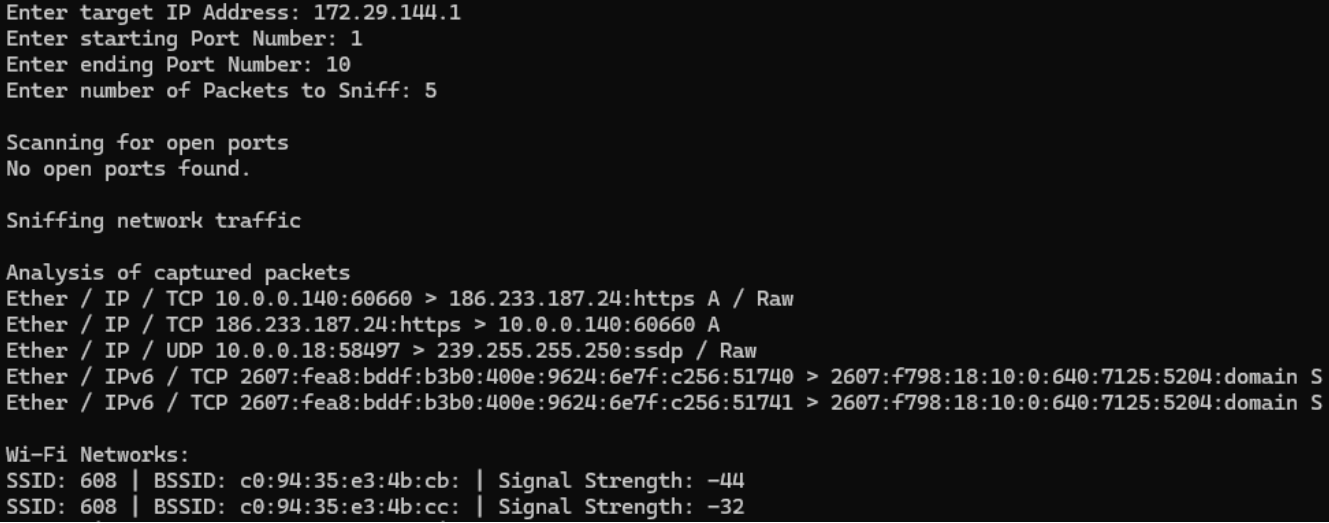 Enter target IP Address: 172.29.144.1
Enter starting Port Number: 1
Enter ending Port Number: 10
Enter number of Packets to Sniff: 5
Scanning for open ports
No open ports found.
Sniffing network traffic
Analysis of captured packets
Ether / IP / TCP 10.0.0.140:60660 > 186.233.187.24:https A / Raw
Ether / IP / TCP 186.233.187.24:https > 10.0.0.140:60660 A
Ether / IP / UDP 10.0.0.18:58497 > 239.255.255.250:ssdp / Raw
Ether / IPv6 / TCP 2607:fea8:bddf:b3b0:400e:9624:6e7f:c256:51740 > 2607:f798:18:10:0:640:7125:5204:domain S
Ether / IPv6 / TCP 2607:fea8:bddf:b3b0:400e:9624:6e7f:c256:51741 > 2607:f798:18:10:0:640:7125:5204:domain S
Wi-Fi Networks:
SSID: 608 | BSSID: c0:94:35:e3:4b:cb: | Signal Strength: -44
SSID: 608 | BSSID: c0:94:35:e3:4b:cc: | Signal Strength: -32